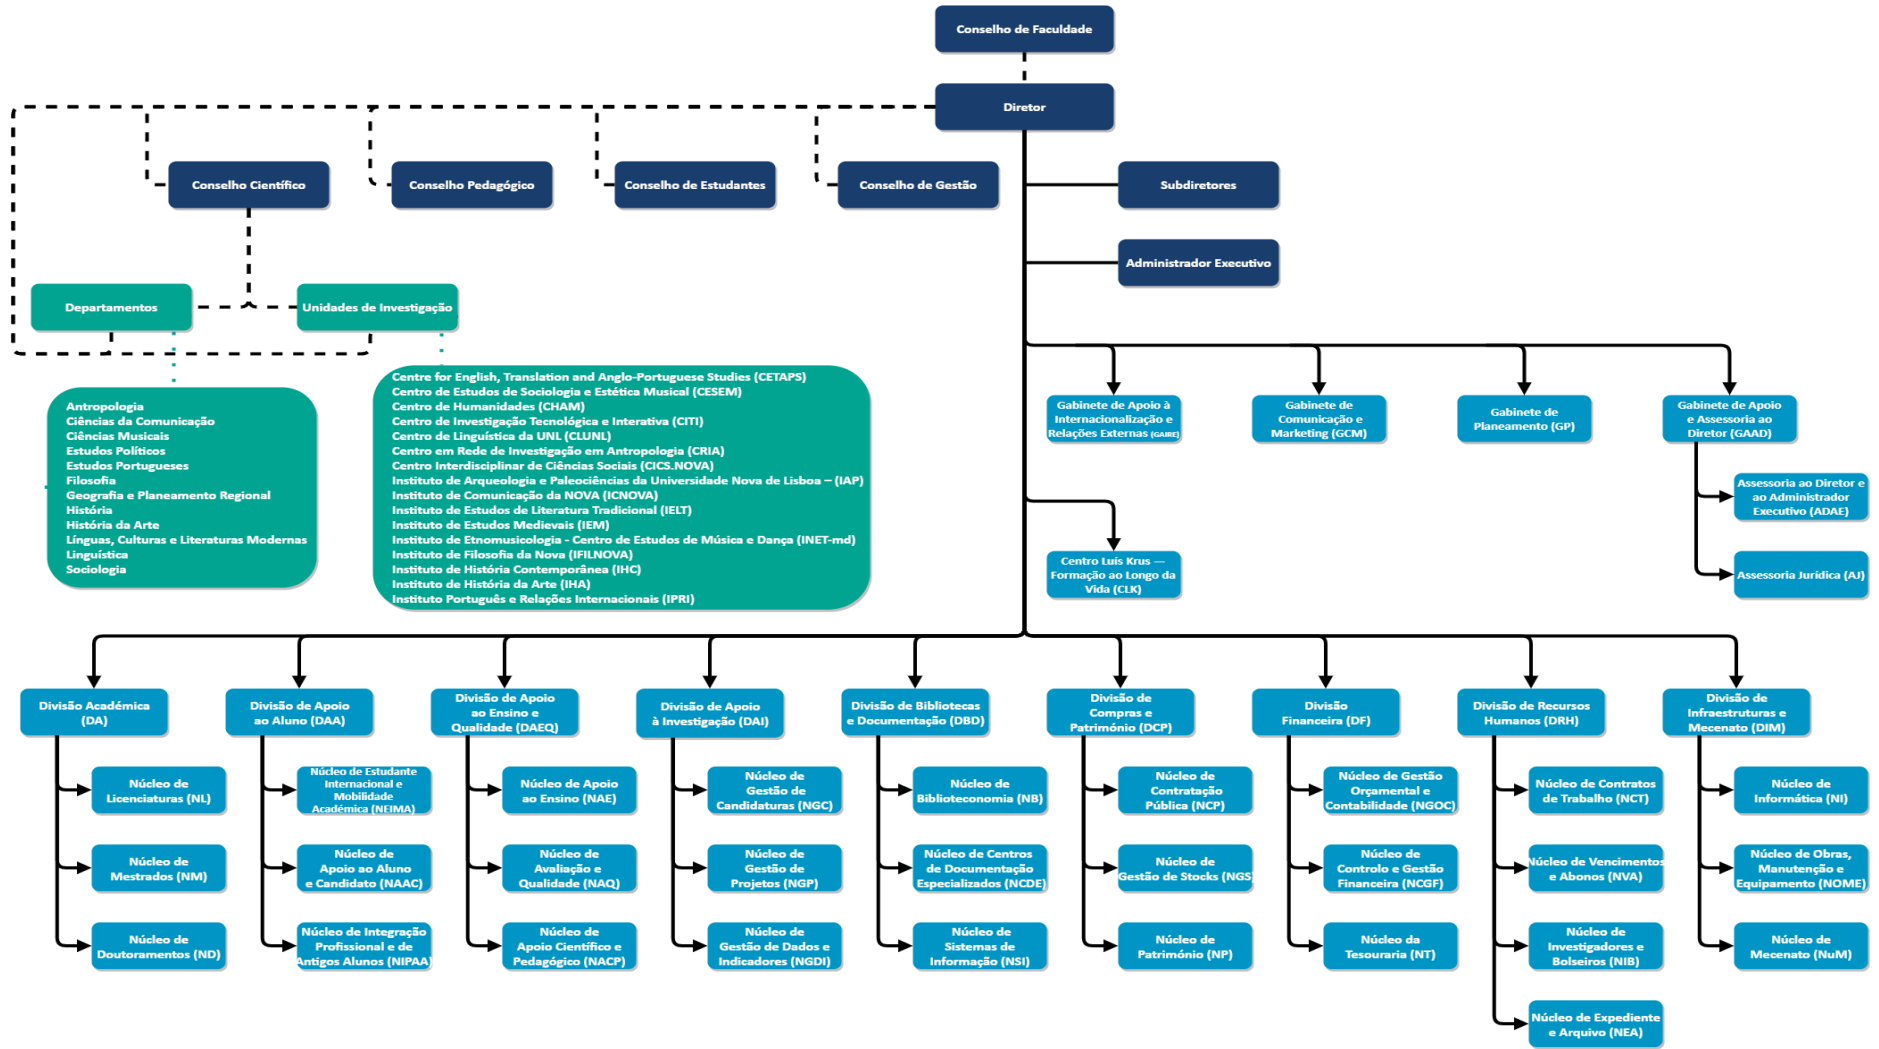 Conselho de Faculdade
Diretor
Conselho Científico
Conselho Pedagógico
Conselho de Estudantes
Conselho de Gestão
Subdiretores
Administrador Executivo
Departamentos
Unidades de Investigação
Antropologia
Ciências da Comunicação
Ciências Musicais
Estudos Políticos
Estudos Portugueses
Filosofia
Geografia e Planeamento Regional
História
História da Arte
Línguas, Culturas e Literaturas Modernas
Linguística
Sociologia
Centre for English, Translation and Anglo-Portuguese Studies (CETAPS)
Centro de Estudos de Sociologia e Estética Musical (CESEM)
Centro de Humanidades (CHAM)
Centro de Investigação Tecnológica e Interativa (CITI)
Centro de Linguística da UNL (CLUNL)
Centro em Rede de Investigação em Antropologia (CRIA)
Centro Interdisciplinar de Ciências Sociais (CICS.NOVA)
Instituto de Arqueologia e Paleociências da Universidade Nova de Lisboa – (IAP)
Instituto de Comunicação da NOVA (ICNOVA)
Instituto de Estudos de Literatura Tradicional (IELT)
Instituto de Estudos Medievais (IEM)
Instituto de Etnomusicologia - Centro de Estudos de Música e Dança (INET-md)
Instituto de Filosofia da Nova (IFILNOVA)
Instituto de História Contemporânea (IHC)
Instituto de História da Arte (IHA)
Instituto Português e Relações Internacionais (IPRI)
Gabinete de Apoio à
Internacionalização e
Relações Externas (GAIRE)
Gabinete de
Comunicação e
Marketing (GCM)
Gabinete de
Planeamento (GP)
Gabinete de Apoio
e Assessoria ao
Diretor (GAAD)
Assessoria ao Diretor e
ao Administrador
Executivo (ADAE)
Assessoria Jurídica (AJ)
Centro Luís Krus —
Formação ao Longo da
Vida (CLK)
Divisão Académica
(DA)
Núcleo de
Licenciaturas (NL)
Núcleo de
Mestrados (NM)
Núcleo de
Doutoramentos (ND)
Divisão de Apoio
ao Aluno (DAA)
Núcleo de Estudante
Internacional e
Mobilidade
Académica (NEIMA)
Núcleo de
Apoio ao Aluno
e Candidato (NAAC)
Núcleo de Integração
Profissional e de
Antigos Alunos (NIPAA)
Divisão de Apoio
ao Ensino e
Qualidade (DAEQ)
Núcleo de Apoio
ao Ensino (NAE)
Núcleo de
Avaliação e
Qualidade (NAQ)
Núcleo de
Apoio Científico e
Pedagógico (NACP)
Divisão de Apoio
à Investigação (DAI)
Núcleo de
Gestão de
Candidaturas (NGC)
Núcleo de
Gestão de
Projetos (NGP)
Núcleo de
Gestão de Dados e
Indicadores (NGDI)
Divisão de Bibliotecas
e Documentação (DBD)
Núcleo de
Biblioteconomia (NB)
Núcleo de Centros
de Documentação
Especializados (NCDE)
Núcleo de
Sistemas de
Informação (NSI)
Divisão de
Compras e
Património (DCP)
Núcleo de
Contratação
Pública (NCP)
Núcleo de
Gestão de Stocks (NGS)
Núcleo de
Património (NP)
Divisão
Financeira (DF)
Núcleo de Gestão
Orçamental e
Contabilidade (NGOC)
Núcleo de
Controlo e Gestão
Financeira (NCGF)
Núcleo da
Tesouraria (NT)
Divisão de Recursos
Humanos (DRH)
Núcleo de Contratos
de Trabalho (NCT)
Núcleo de Vencimentos
e Abonos (NVA)
Núcleo de
Investigadores e
Bolseiros (NIB)
Núcleo de Expediente
e Arquivo (NEA)
Divisão de
Infraestruturas e
Mecenato (DIM)
Núcleo de
Informática (NI)
Núcleo de Obras,
Manutenção e
Equipamento (NOME)
Núcleo de
Mecenato (NuM)